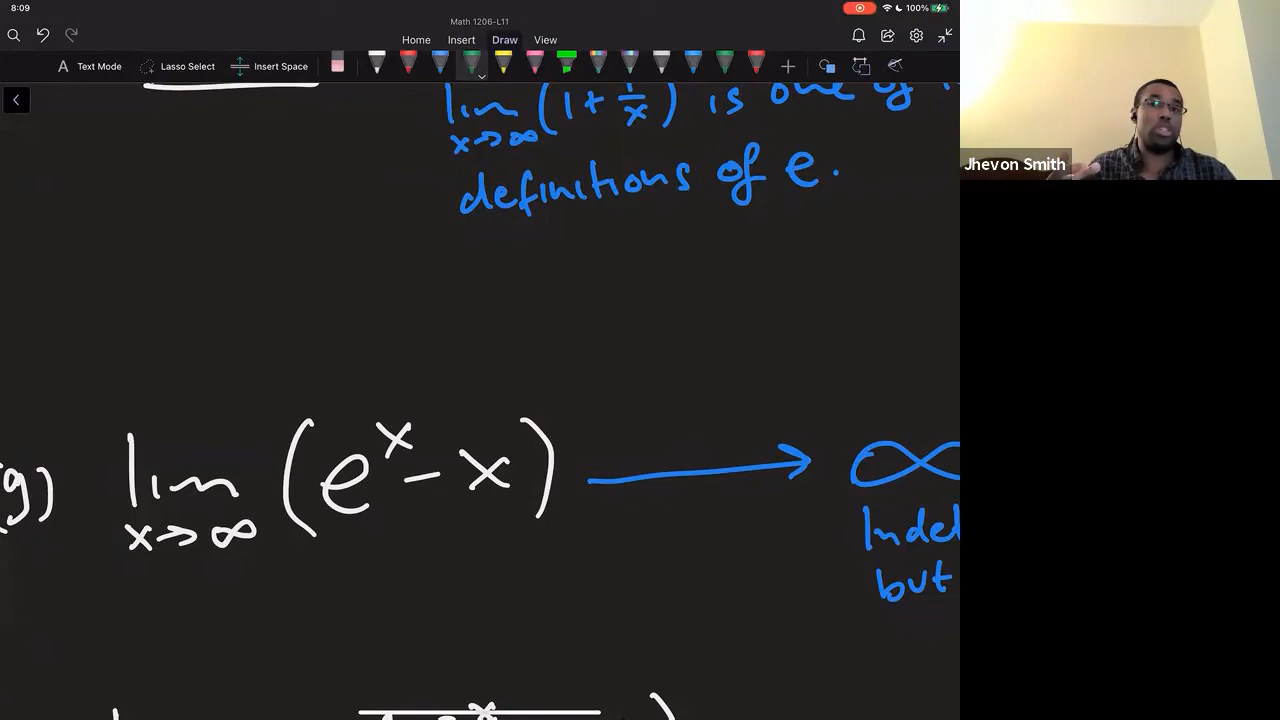 8:09
100%
Math 1206-L11
Home Insert Draw View
Text Mode Lasso Select Insert Space
lim (1 + 1/x) is one of
x→∞
definitions of e.
Jhevon Smith
(g) lim (e^x - x) → ∞
x→∞
but